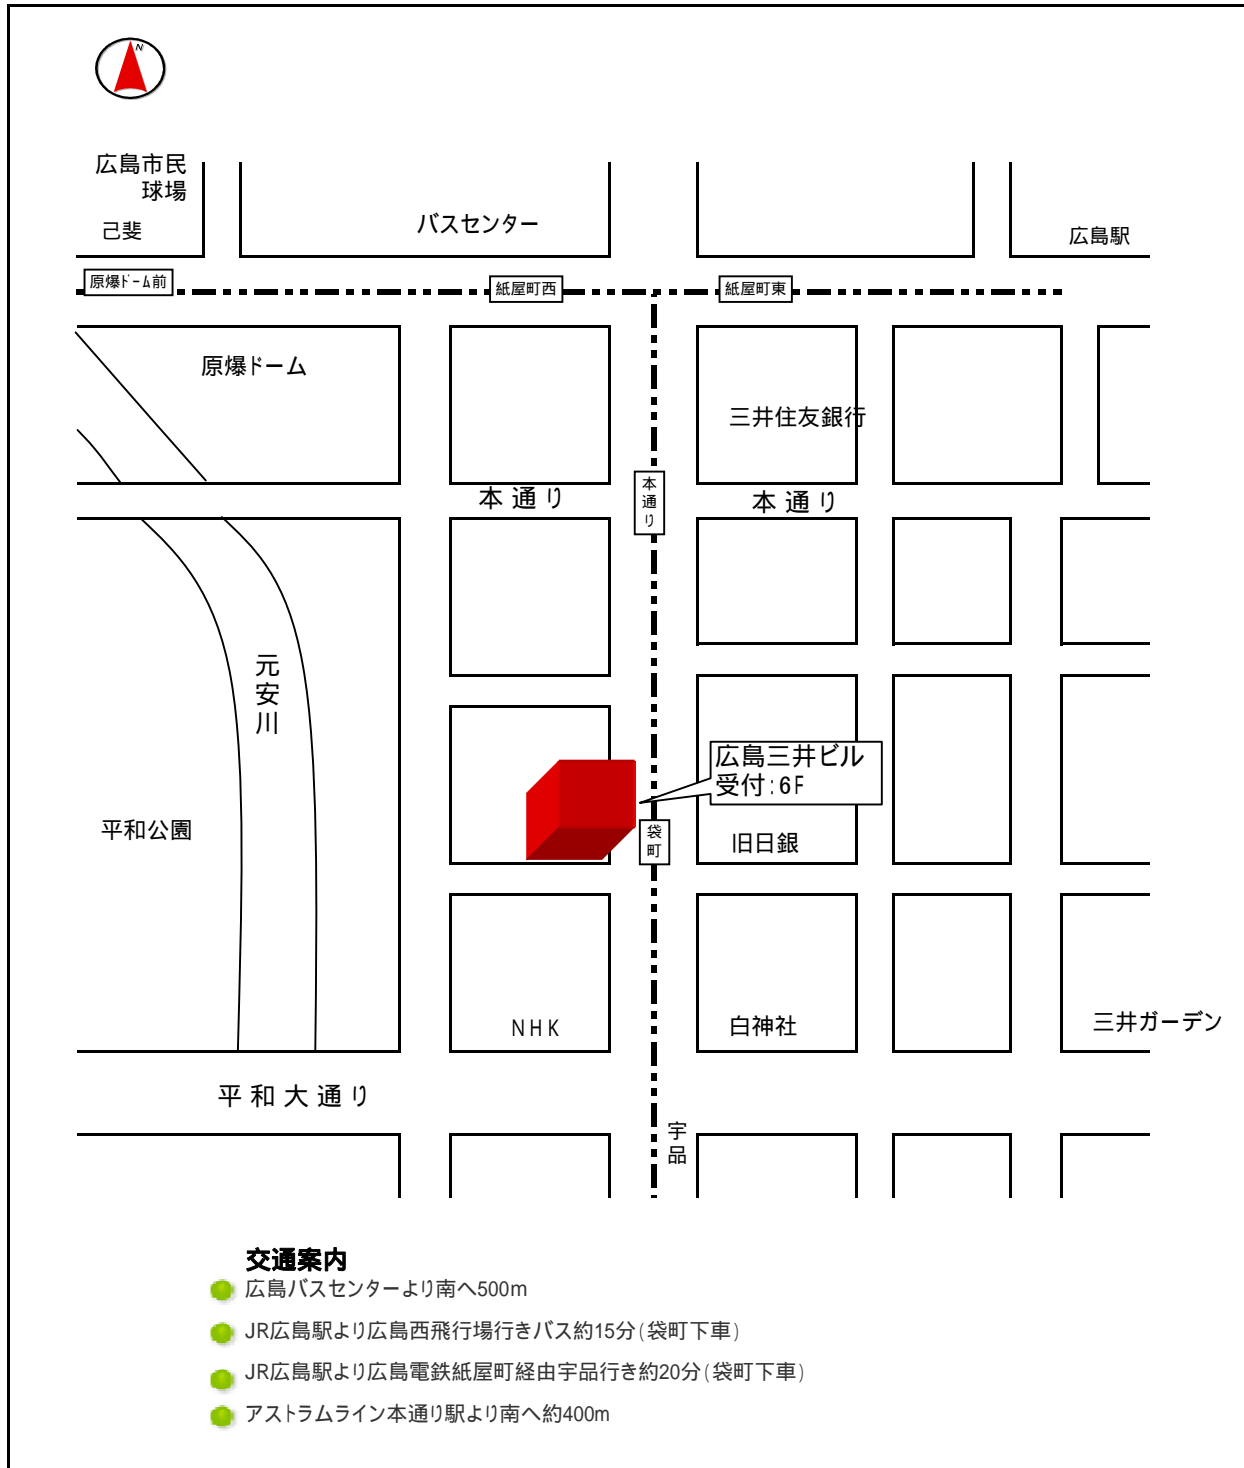 N
広島市民
球場
己斐
バスセンター
広島駅
原爆ドーム前
紙屋町西
紙屋町東
原爆ドーム
三井住友銀行
本通り
本通り
本通り
元安川
広島三井ビル
受付:6F
平和公園
袋町
旧日銀
NHK
白神社
三井ガーデン
平和大通り
宇品
交通案内
広島バスセンターより南へ500m
JR広島駅より広島西飛行場行きバス約15分(袋町下車)
JR広島駅より広島電鉄紙屋町経由宇品行き約20分(袋町下車)
アストラムライン本通り駅より南へ約400m